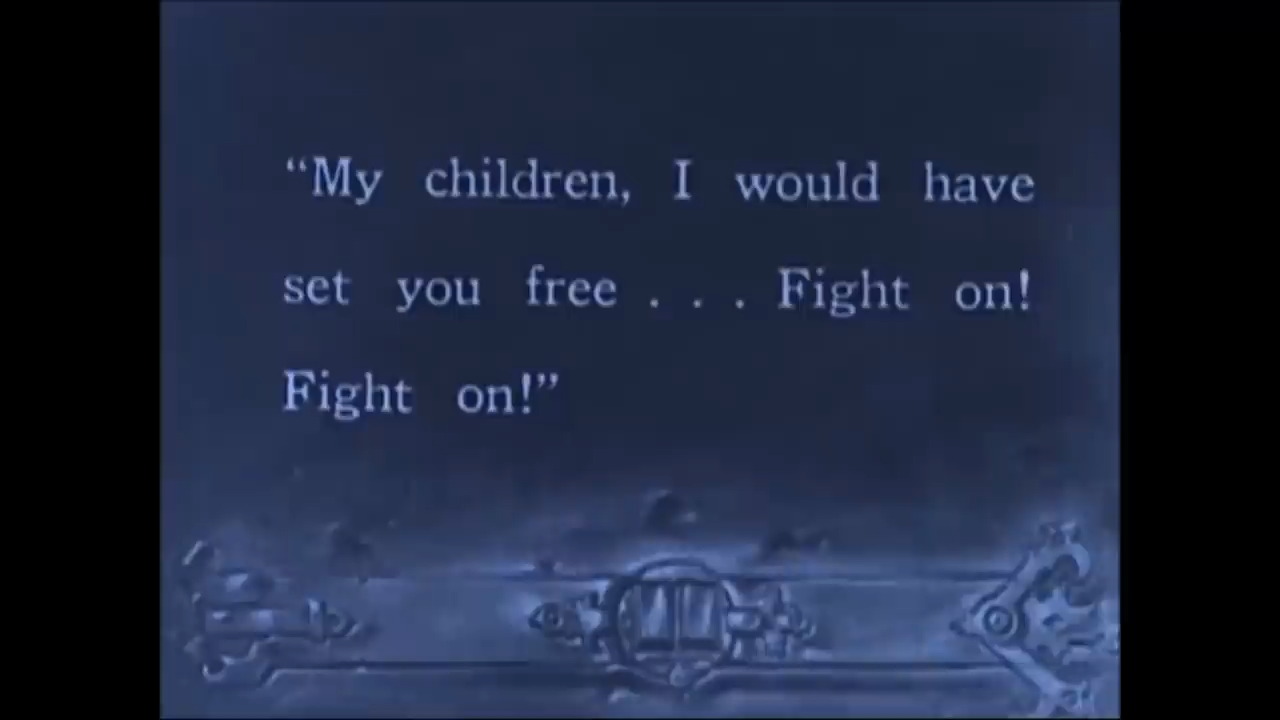 “My children, I would have
set you free . . . Fight on!
Fight on!”